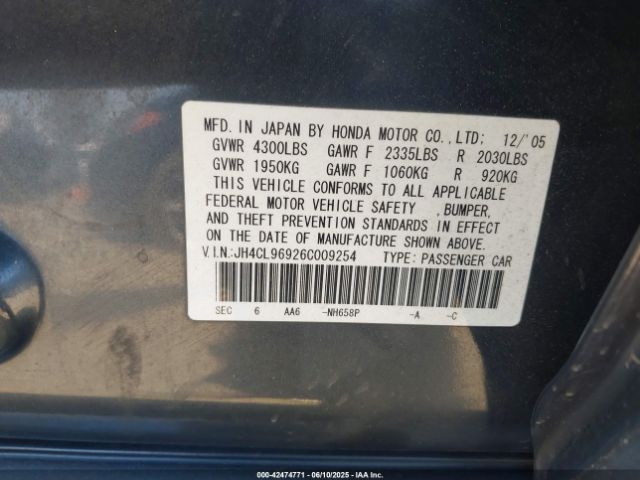 MFD. IN JAPAN BY HONDA MOTOR CO., LTD; 12/'05
GVWR 4300LBS GAWR F 2335LBS R 2030LBS
GVWR 1950KG GAWR F 1060KG R 920KG
THIS VEHICLE CONFORMS TO ALL APPLICABLE
FEDERAL MOTOR VEHICLE SAFETY , BUMPER,
AND THEFT PREVENTION STANDARDS IN EFFECT
ON THE DATE OF MANUFACTURE SHOWN ABOVE.
V.I.N.:JH4CL96926C009254 TYPE: PASSENGER CAR
SEC 6 AA6 -NH658P -A -C
000-42474771 - 06/10/2025 - IAA Inc.